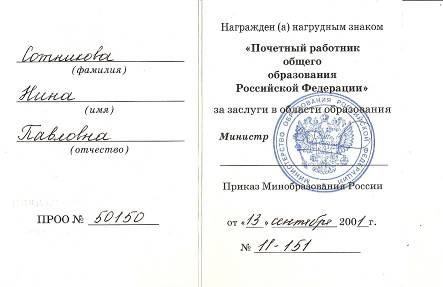 Сотникова
(фамилия)
Нина
(имя)
Павловна
(отчество)
ПРОО № 50150
Награжден (а) нагрудным знаком
«Почетный работник
общего
образования
Российской Федерации»
за заслуги в области образования
Министр
МИНИСТЕРСТВО ОБРАЗОВАНИЯ РОССИЙСКОЙ ФЕДЕРАЦИИ
Приказ Минобразования России
от «13» сентября 2001 г.
№ 11-151